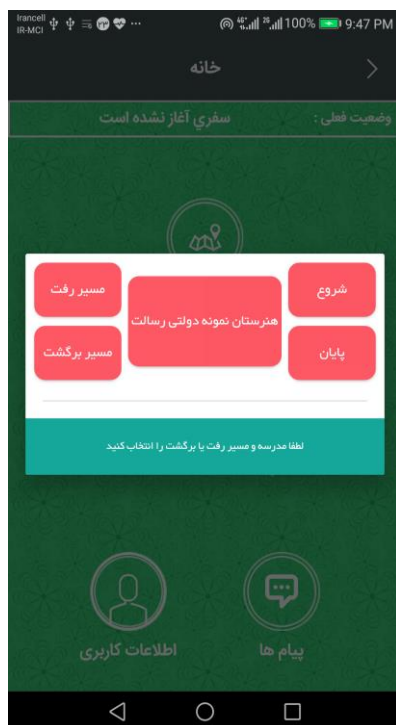 Irancell
IR-MCI
100%
9:47 PM
خانه
وضعیت فعلی :
سفري آغاز نشده است
شروع
هنرستان نمونه دولتی رسالت
مسیر رفت
پایان
مسیر برگشت
لطفا مدرسه و مسیر رفت یا برگشت را انتخاب کنید
پیام ها
اطلاعات کاربری